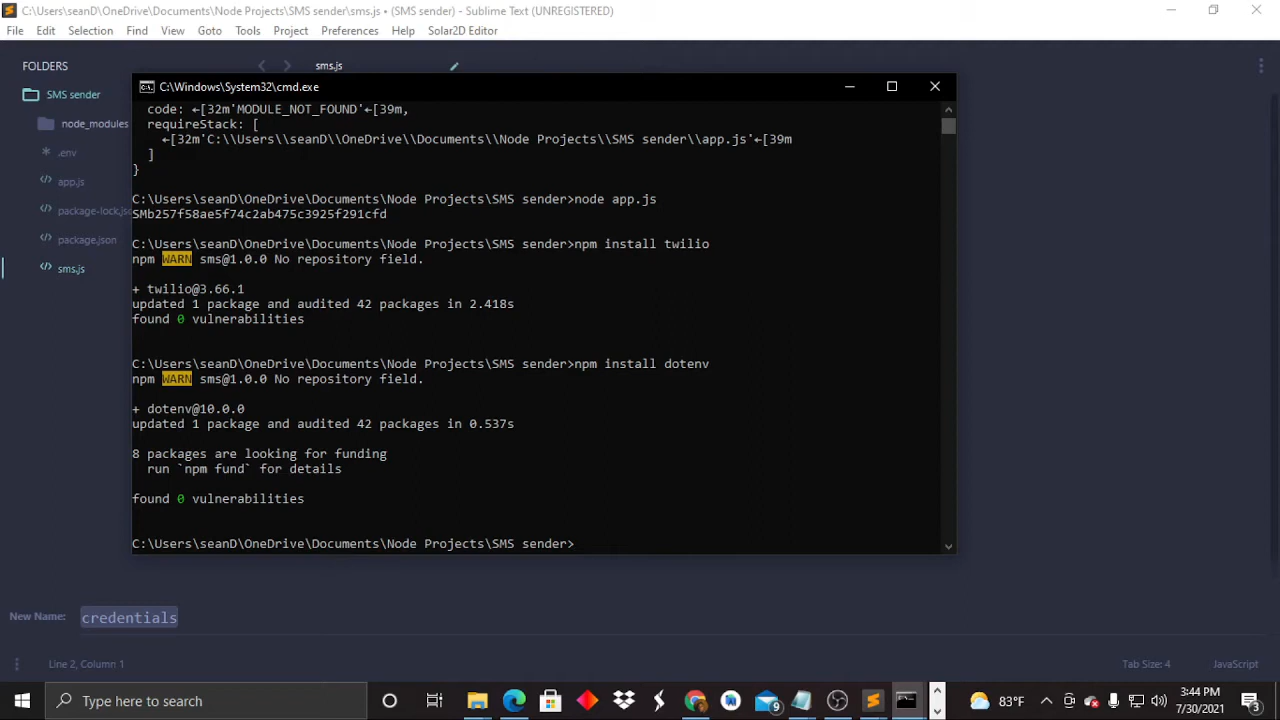 C:\Users\seanD\OneDrive\Documents\Node Projects\SMS sender\sms.js • (SMS sender) - Sublime Text (UNREGISTERED)
File Edit Selection Find View Goto Tools Project Preferences Help Solar2D Editor
FOLDERS
sms.js
SMS sender
node_modules
.env
app.js
package-lock.jso
package.json
sms.js
C:\Windows\System32\cmd.exe
code: ←[32m'MODULE_NOT_FOUND'←[39m,
requireStack: [
←[32m'C:\\Users\\seanD\\OneDrive\\Documents\\Node Projects\\SMS sender\\app.js'←[39m
]
}
C:\Users\seanD\OneDrive\Documents\Node Projects\SMS sender>node app.js
SMb257f58ae5f74c2ab475c3925f291cfd
C:\Users\seanD\OneDrive\Documents\Node Projects\SMS sender>npm install twilio
npm WARN sms@1.0.0 No repository field.
+ twilio@3.66.1
updated 1 package and audited 42 packages in 2.418s
found 0 vulnerabilities
C:\Users\seanD\OneDrive\Documents\Node Projects\SMS sender>npm install dotenv
npm WARN sms@1.0.0 No repository field.
+ dotenv@10.0.0
updated 1 package and audited 42 packages in 0.537s
8 packages are looking for funding
run `npm fund` for details
found 0 vulnerabilities
C:\Users\seanD\OneDrive\Documents\Node Projects\SMS sender>
New Name: credentials
Line 2, Column 1
Tab Size: 4
JavaScript
Type here to search
9
83°F
3:44 PM
7/30/2021
3